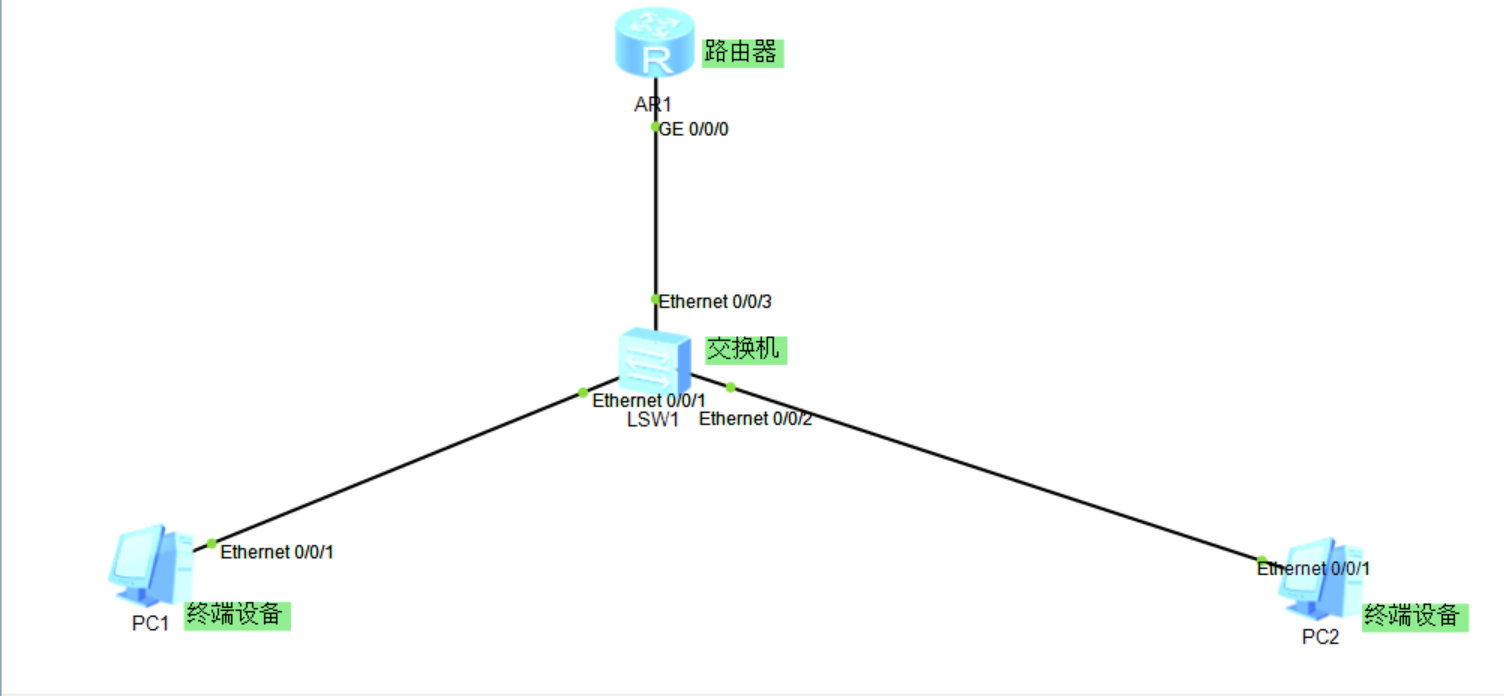 R
路由器
AR1
GE 0/0/0
Ethernet 0/0/3
交换机
Ethernet 0/0/1
LSW1
Ethernet 0/0/2
Ethernet 0/0/1
PC1
终端设备
Ethernet 0/0/1
PC2
终端设备